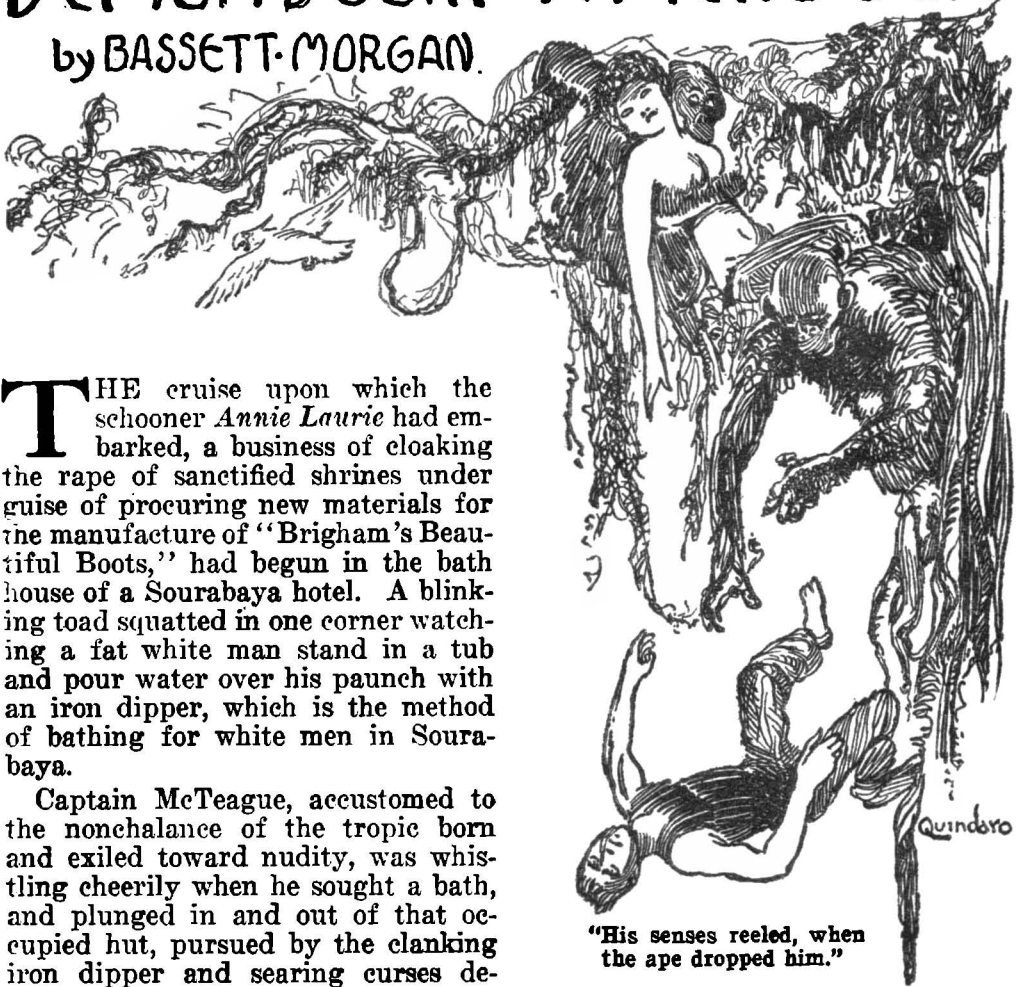 by BASSETT·MORGAN.
THE cruise upon which the
schooner Annie Laurie had em-
barked, a business of cloaking
the rape of sanctified shrines under
guise of procuring new materials for
the manufacture of "Brigham's Beau-
tiful Boots," had begun in the bath
house of a Sourabaya hotel. A blink-
ing toad squatted in one corner watch-
ing a fat white man stand in a tub
and pour water over his paunch with
an iron dipper, which is the method
of bathing for white men in Soura-
baya.
Captain McTeague, accustomed to
the nonchalance of the tropic born
and exiled toward nudity, was whis-
tling cheerily when he sought a bath,
and plunged in and out of that oc-
cupied hut, pursued by the clanking
iron dipper and searing curses de-
Quindaro
"His senses reeled, when
the ape dropped him."